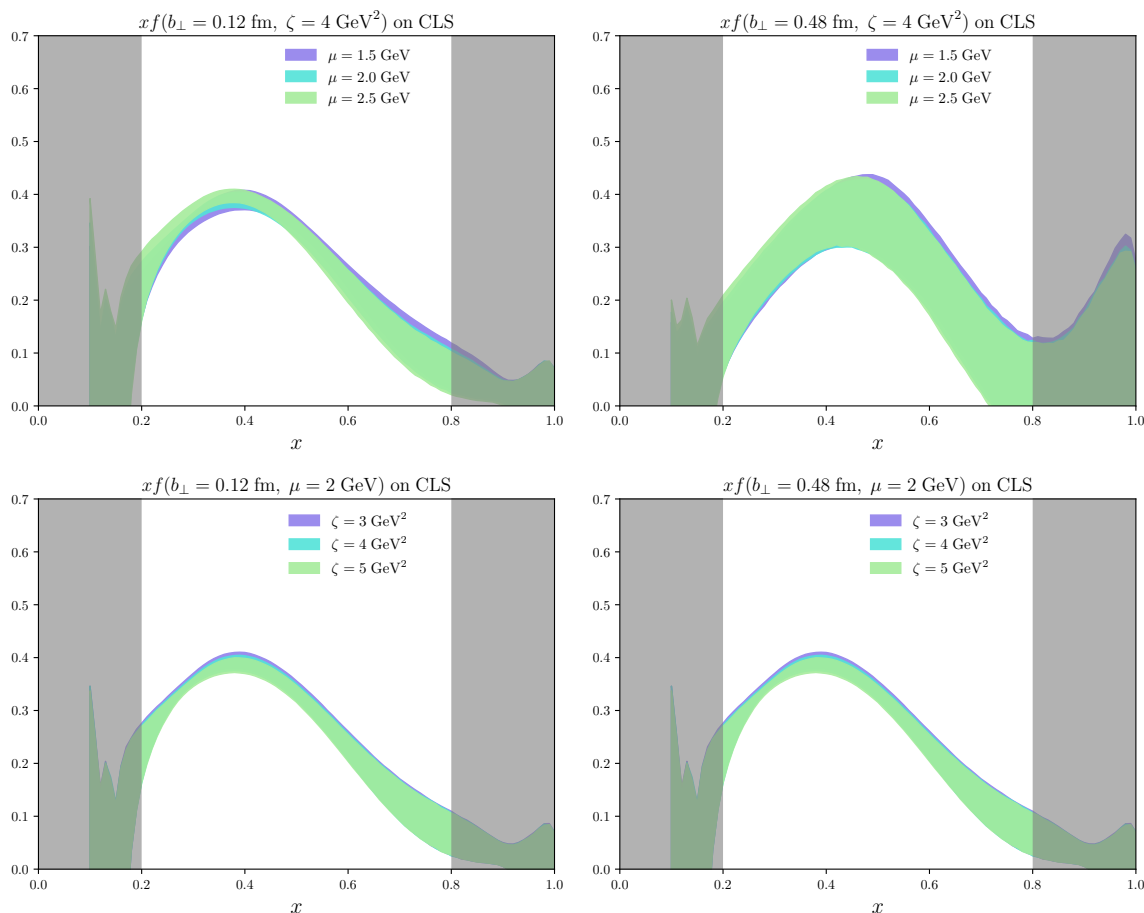 xf(b⊥ = 0.12 fm, ζ = 4 GeV²) on CLS
0.7
0.6
0.5
0.4
0.3
0.2
0.1
0.0
μ = 1.5 GeV
μ = 2.0 GeV
μ = 2.5 GeV
0.0 0.2 0.4 0.6 0.8 1.0
x
xf(b⊥ = 0.48 fm, ζ = 4 GeV²) on CLS
0.7
0.6
0.5
0.4
0.3
0.2
0.1
0.0
μ = 1.5 GeV
μ = 2.0 GeV
μ = 2.5 GeV
0.0 0.2 0.4 0.6 0.8 1.0
x
xf(b⊥ = 0.12 fm, μ = 2 GeV) on CLS
0.7
0.6
0.5
0.4
0.3
0.2
0.1
0.0
ζ = 3 GeV²
ζ = 4 GeV²
ζ = 5 GeV²
0.0 0.2 0.4 0.6 0.8 1.0
x
xf(b⊥ = 0.48 fm, μ = 2 GeV) on CLS
0.7
0.6
0.5
0.4
0.3
0.2
0.1
0.0
ζ = 3 GeV²
ζ = 4 GeV²
ζ = 5 GeV²
0.0 0.2 0.4 0.6 0.8 1.0
x